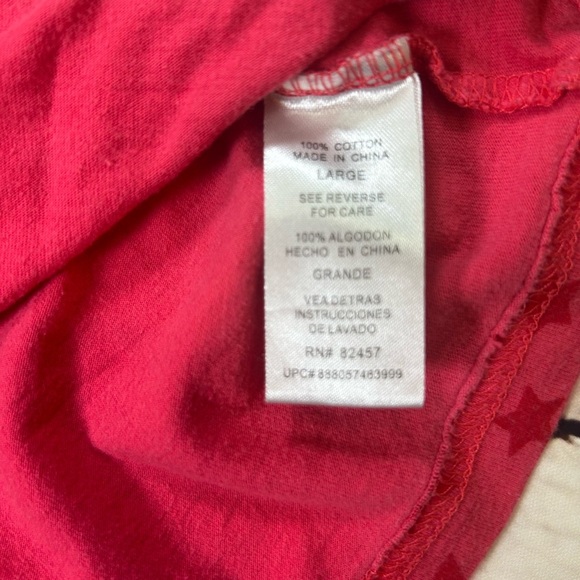 100% COTTON
MADE IN CHINA
LARGE
SEE REVERSE
FOR CARE
100% ALGODON
HECHO EN CHINA
GRANDE
VEA DETRAS
INSTRUCCIONES
DE LAVADO
RN# 82457
UPC# 888057483999